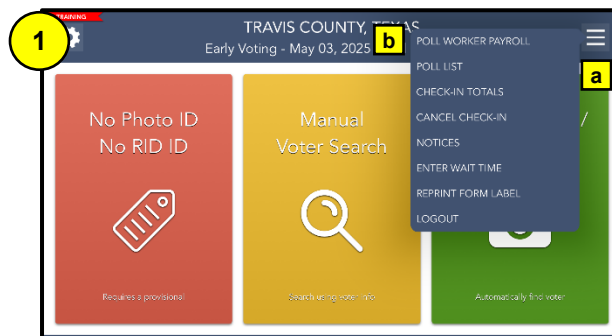 1
TRAINING
TRAVIS COUNTY, TEXAS
Early Voting - May 03, 2025
b
a
POLL WORKER PAYROLL
POLL LIST
CHECK-IN TOTALS
CANCEL CHECK-IN
NOTICES
ENTER WAIT TIME
REPRINT FORM LABEL
LOGOUT
No Photo ID
No RID ID
Requires a provisional
Manual
Voter Search
Search using voter info
/
Automatically find voter